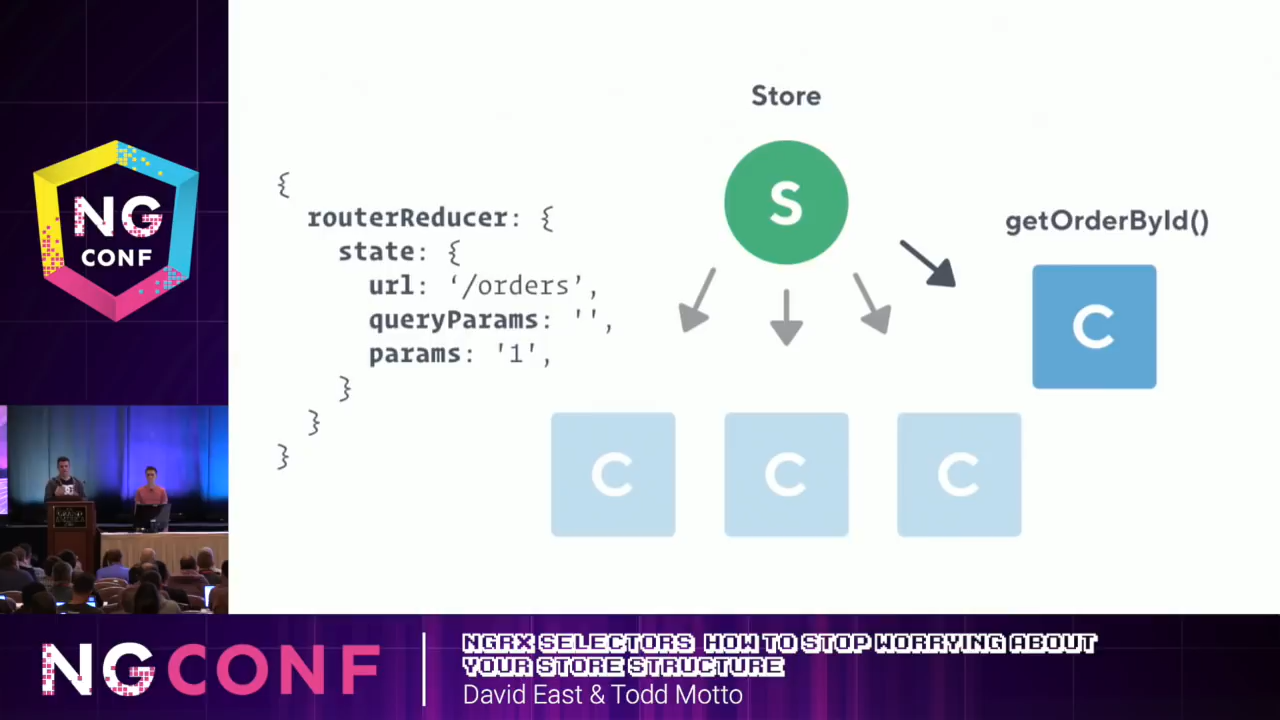 NG
CONF
Store
S
{
routerReducer: {
state: {
url: ‘/orders’,
queryParams: '',
params: '1',
}
}
}
getOrderById()
C
C
C
C
NG CONF
NGRX SELECTORS HOW TO STOP WORRYING ABOUT
YOUR STORE STRUCTURE
David East & Todd Motto